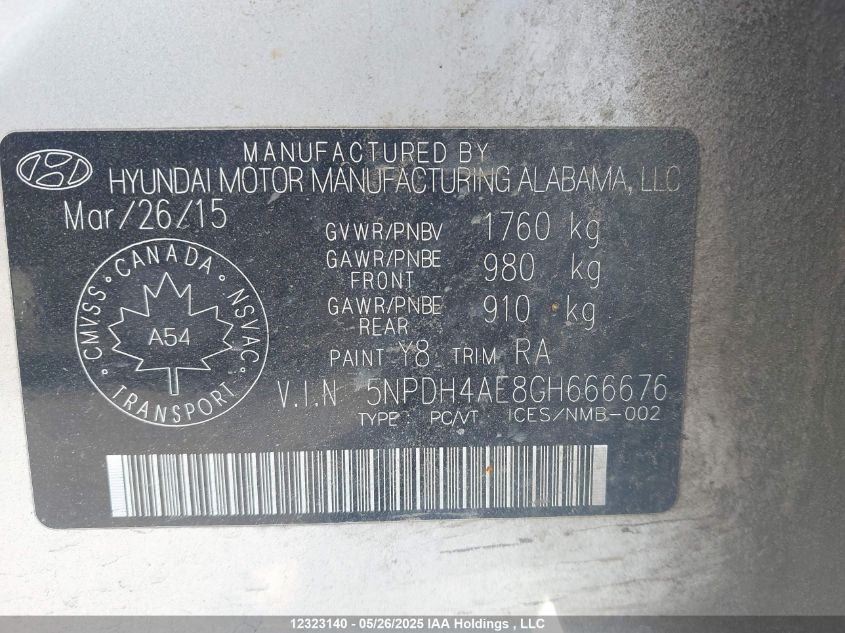 MANUFACTURED BY
HYUNDAI MOTOR MANUFACTURING ALABAMA, LLC
Mar/26/15
GVWR/PNBV 1760 kg
GAWR/PNBE FRONT 980 kg
GAWR/PNBE REAR 910 kg
CANADA
CMVSS NSVAC
A54
TRANSPORT
PAINT Y8 TRIM RA
V.I.N 5NPDH4AE8GH666676
TYPE PC/VT ICES/NMB-002
12323140 - 05/26/2025 IAA Holdings , LLC